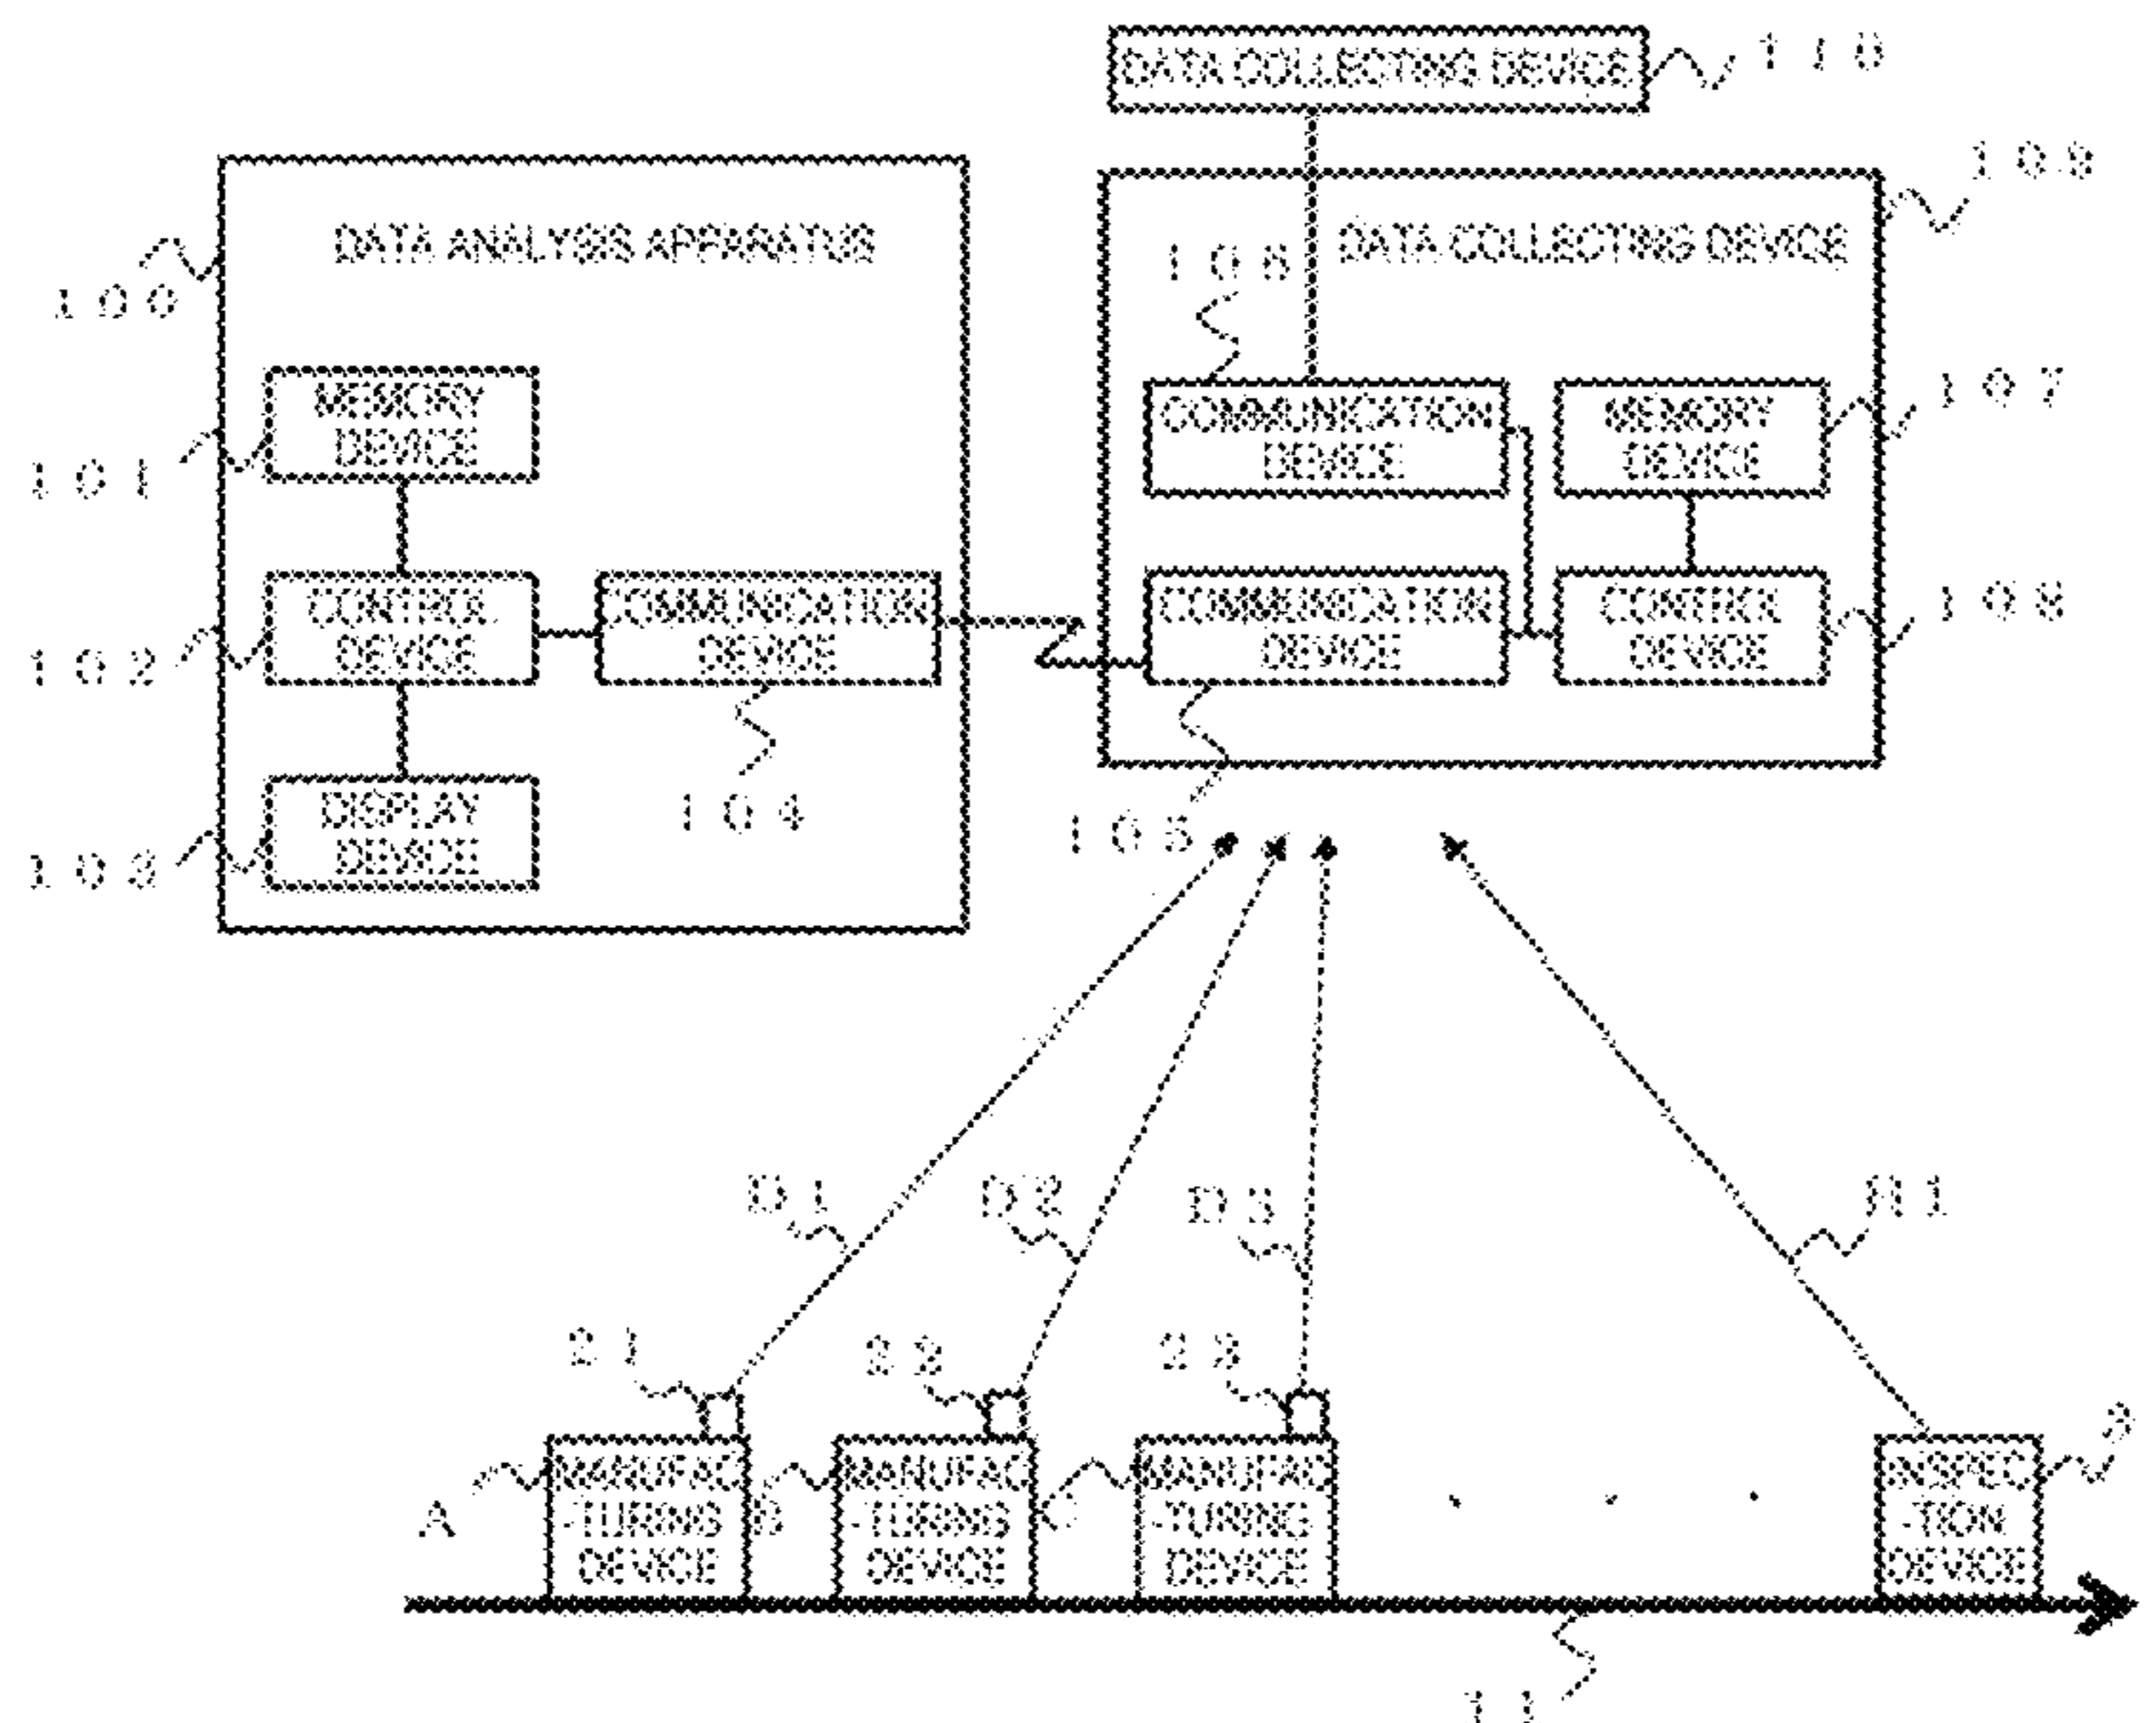 DATA COLLECTING DEVICE
110
109
DATA ANALYSIS APPARATUS
100
106
DATA COLLECTING DEVICE
MEMORY
DEVICE
101
COMMUNICATION
DEVICE
MEMORY
DEVICE
107
CONTROL
DEVICE
102
COMMUNICATION
DEVICE
104
COMMUNICATION
DEVICE
105
CONTROL
DEVICE
108
DISPLAY
DEVICE
103
D1
D2
D3
R1
21
22
23
3
A
MANUFAC
-TURING
DEVICE
B
MANUFAC
-TURING
DEVICE
C
MANUFAC
-TURING
DEVICE
INSPEC
-TION
DEVICE
11